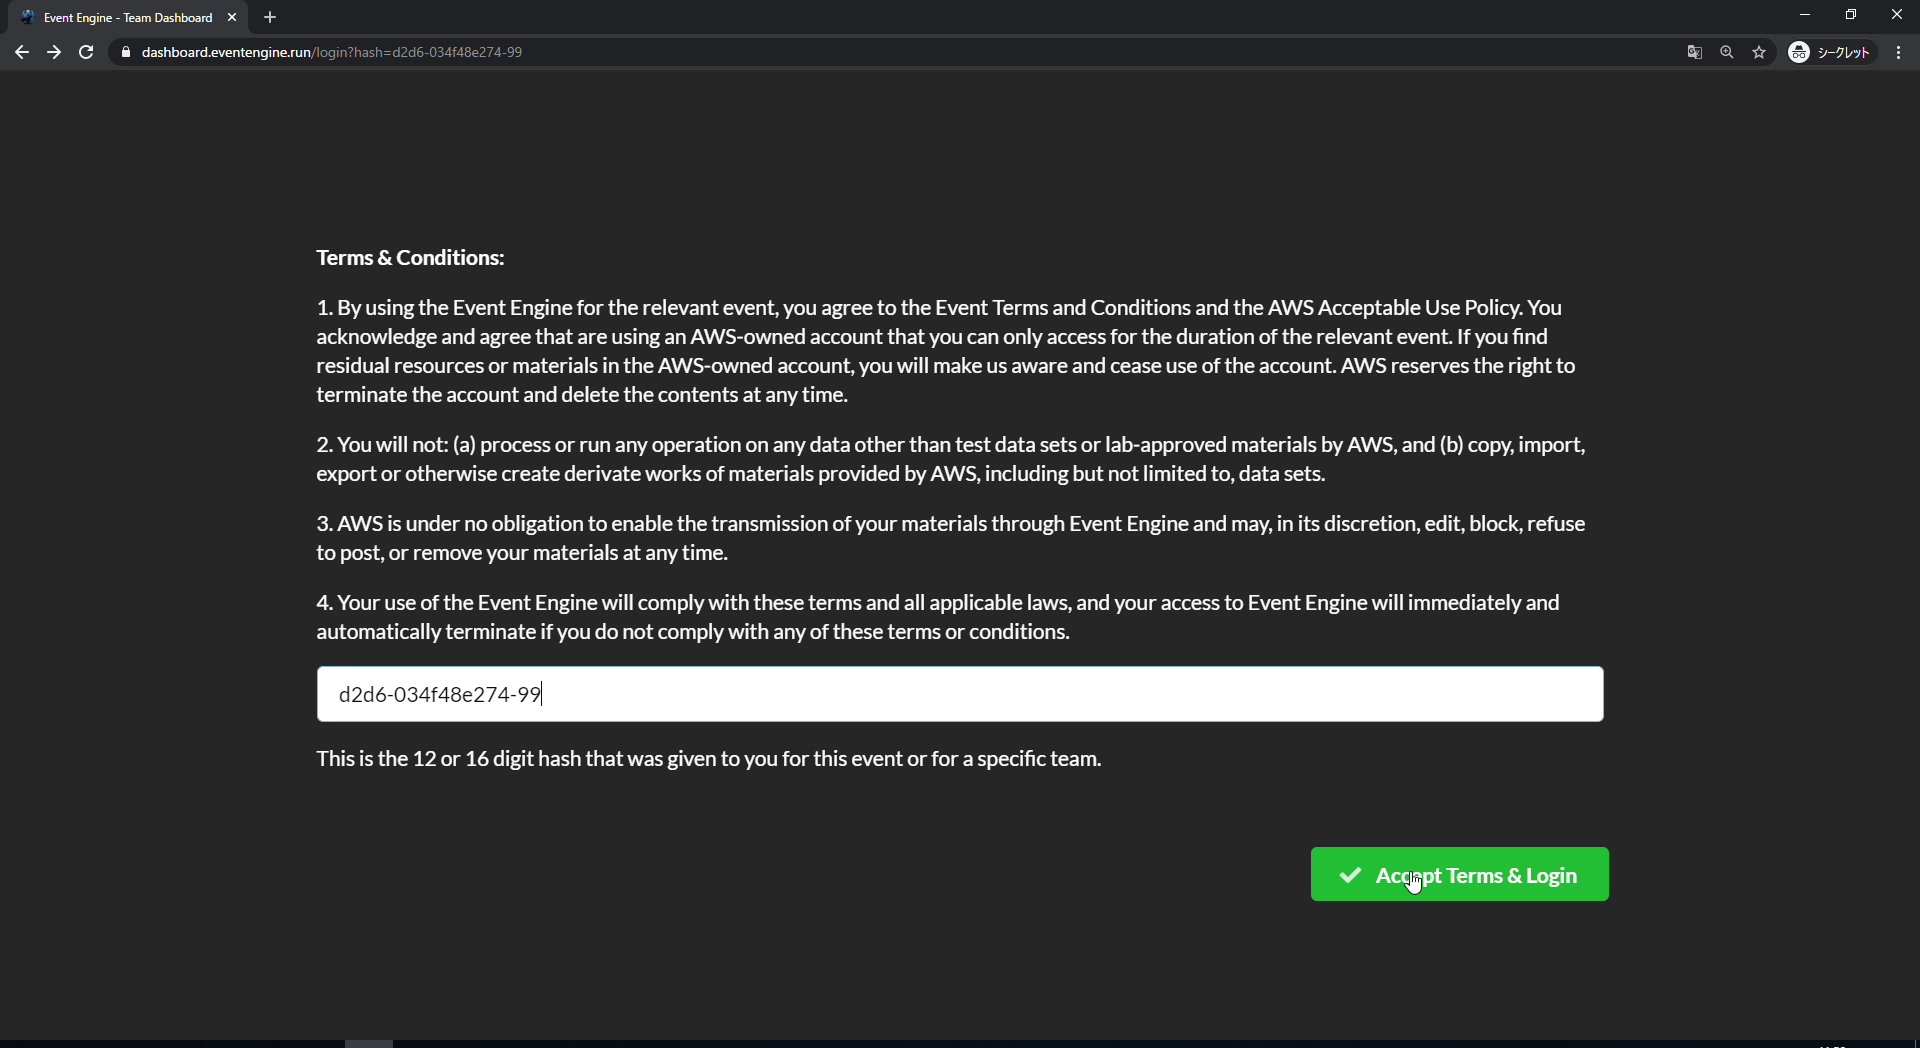 Event Engine - Team Dashboard
dashboard.eventengine.run/login?hash=d2d6-034f48e274-99
シークレット
Terms & Conditions:
1. By using the Event Engine for the relevant event, you agree to the Event Terms and Conditions and the AWS Acceptable Use Policy. You
acknowledge and agree that are using an AWS-owned account that you can only access for the duration of the relevant event. If you find
residual resources or materials in the AWS-owned account, you will make us aware and cease use of the account. AWS reserves the right to
terminate the account and delete the contents at any time.
2. You will not: (a) process or run any operation on any data other than test data sets or lab-approved materials by AWS, and (b) copy, import,
export or otherwise create derivate works of materials provided by AWS, including but not limited to, data sets.
3. AWS is under no obligation to enable the transmission of your materials through Event Engine and may, in its discretion, edit, block, refuse
to post, or remove your materials at any time.
4. Your use of the Event Engine will comply with these terms and all applicable laws, and your access to Event Engine will immediately and
automatically terminate if you do not comply with any of these terms or conditions.
d2d6-034f48e274-99
This is the 12 or 16 digit hash that was given to you for this event or for a specific team.
Accept Terms & Login